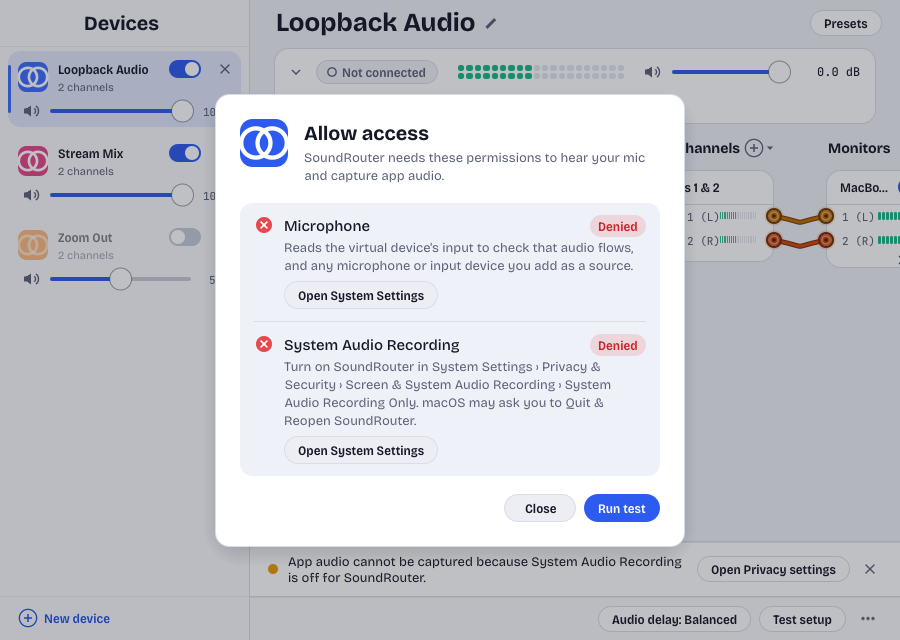 Devices
Loopback Audio
2 channels
10
Stream Mix
2 channels
10
Zoom Out
2 channels
5
New device
Loopback Audio
Presets
Not connected
0.0 dB
hannels
Monitors
s 1 & 2
MacBo...
1 (L)
1 (L)
2 (R)
2 (R)
Allow access
SoundRouter needs these permissions to hear your mic
and capture app audio.
Microphone
Denied
Reads the virtual device's input to check that audio flows,
and any microphone or input device you add as a source.
Open System Settings
System Audio Recording
Denied
Turn on SoundRouter in System Settings › Privacy &
Security › Screen & System Audio Recording › System
Audio Recording Only. macOS may ask you to Quit &
Reopen SoundRouter.
Open System Settings
Close
Run test
App audio cannot be captured because System Audio Recording
is off for SoundRouter.
Open Privacy settings
Audio delay: Balanced
Test setup